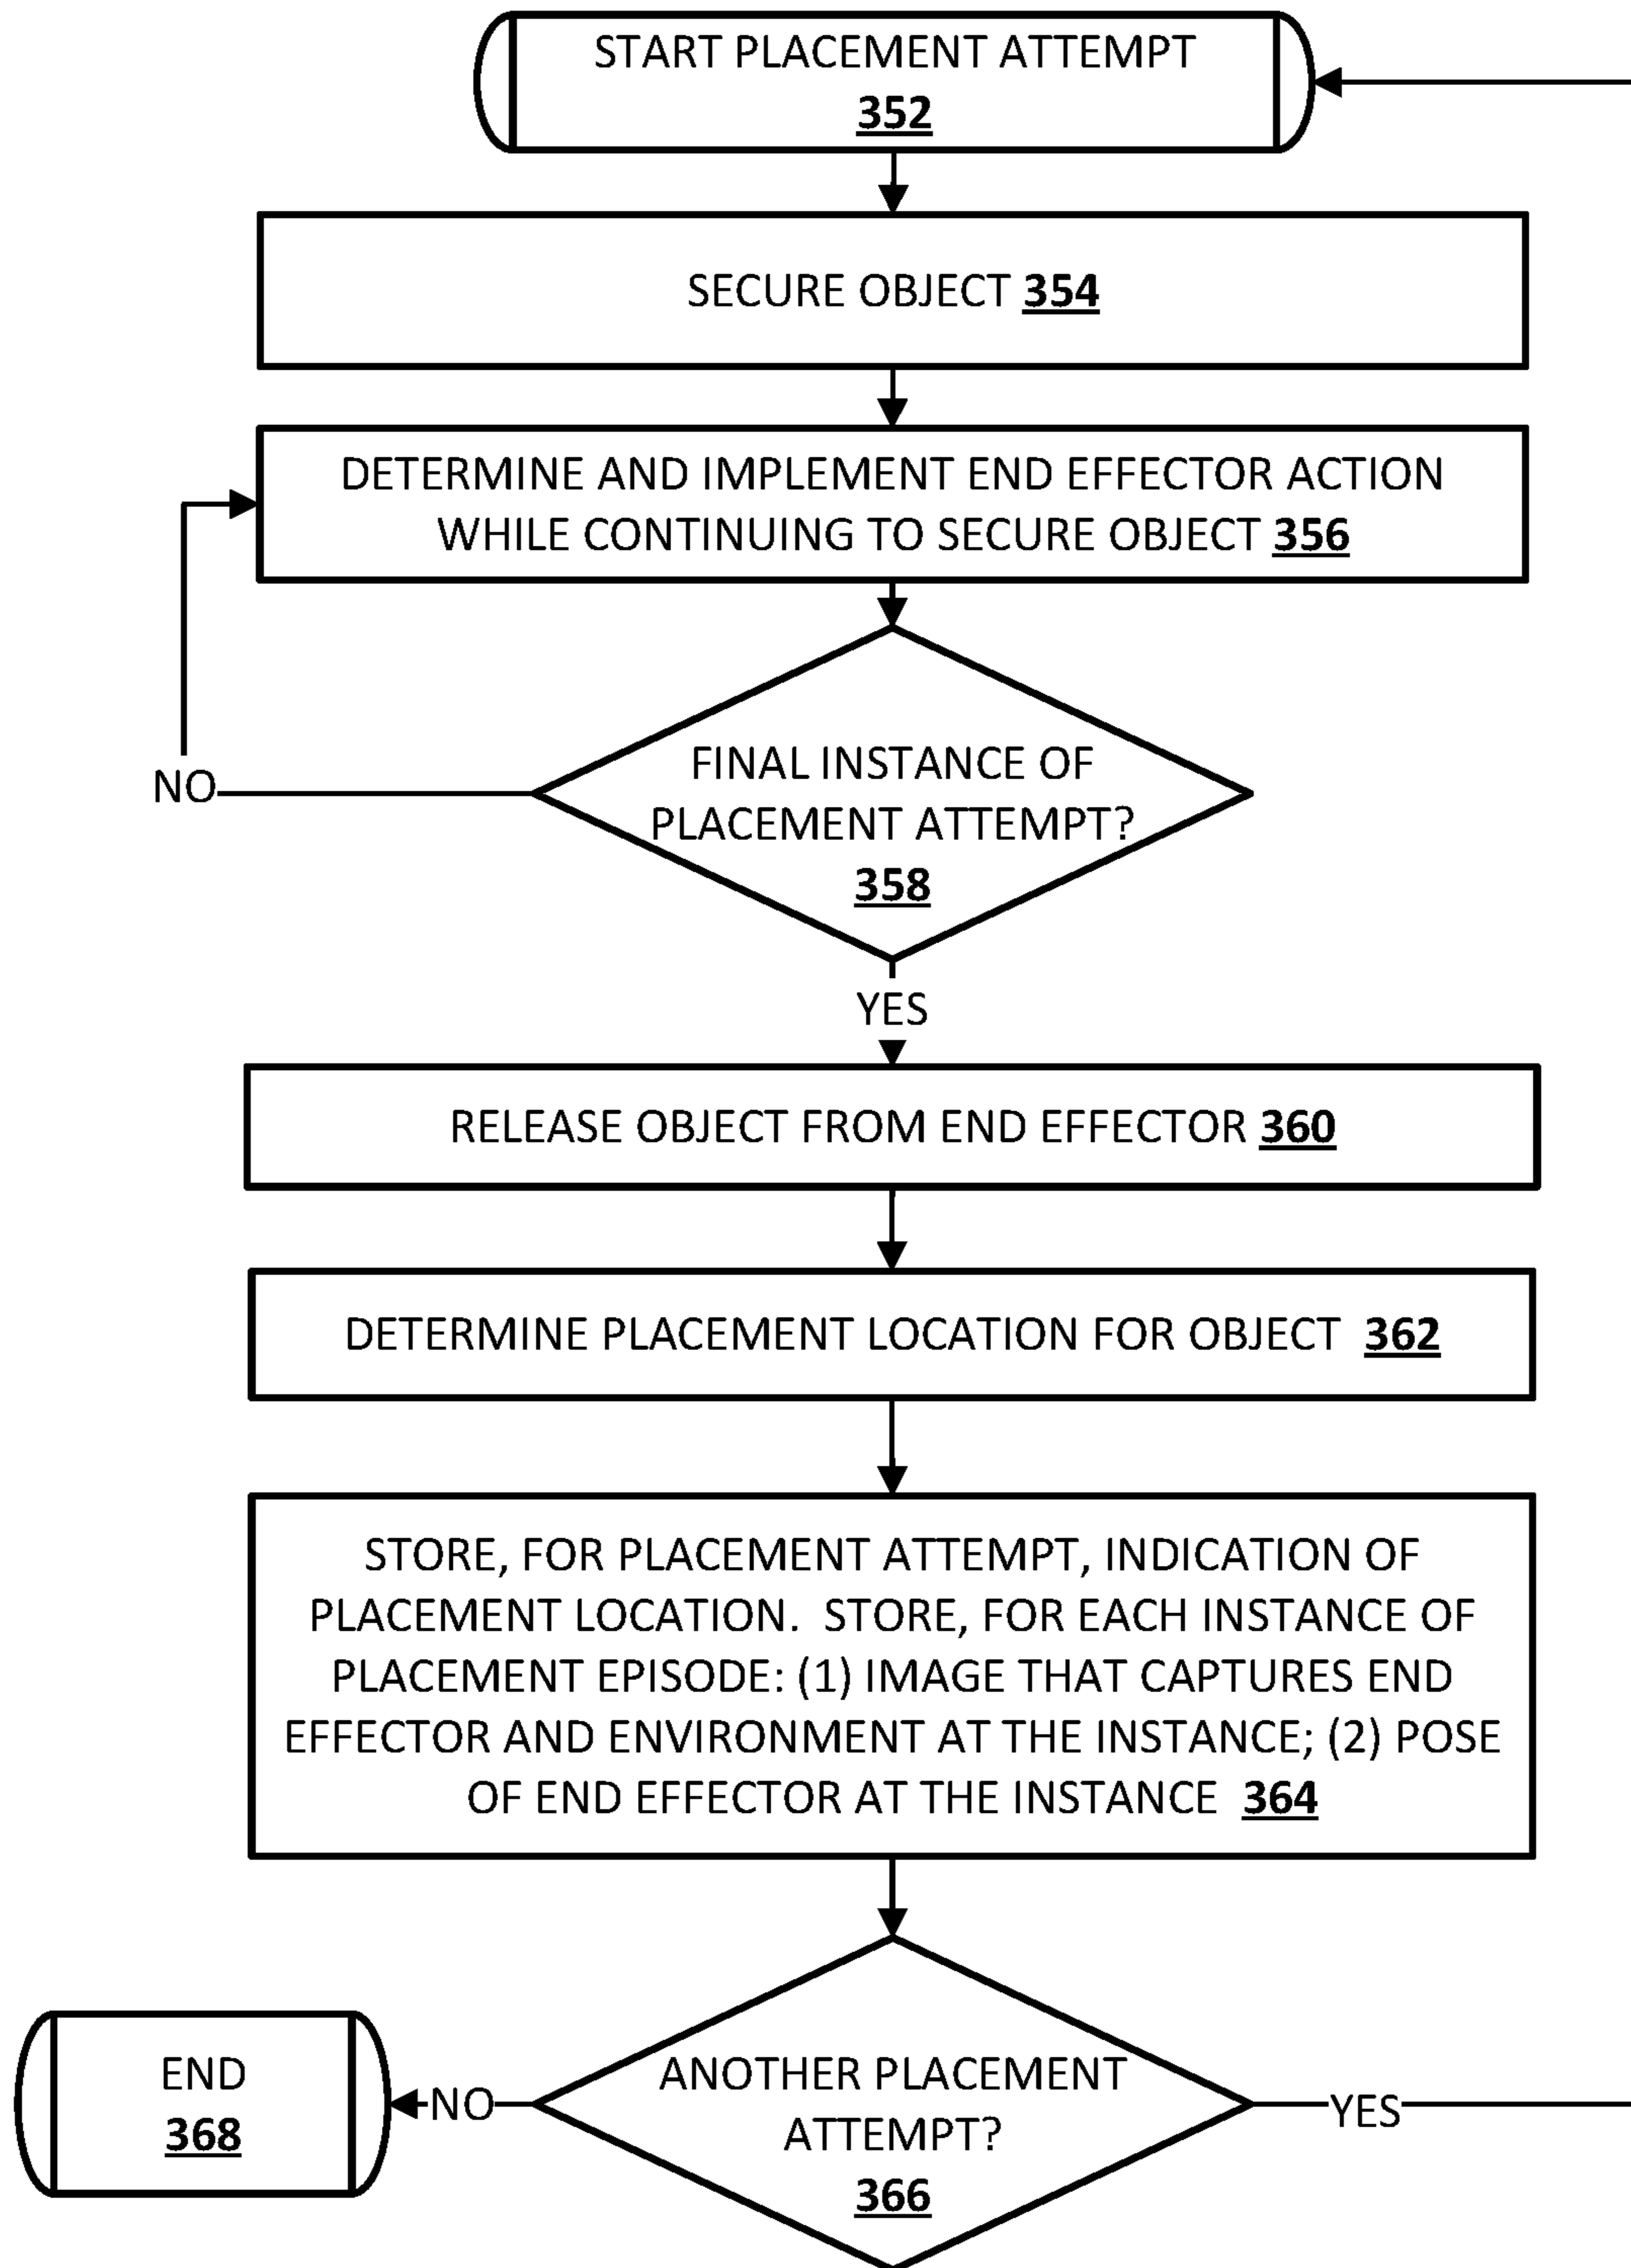 START PLACEMENT ATTEMPT
352
SECURE OBJECT 354
DETERMINE AND IMPLEMENT END EFFECTOR ACTION
WHILE CONTINUING TO SECURE OBJECT 356
FINAL INSTANCE OF
PLACEMENT ATTEMPT?
358
NO
YES
RELEASE OBJECT FROM END EFFECTOR 360
DETERMINE PLACEMENT LOCATION FOR OBJECT 362
STORE, FOR PLACEMENT ATTEMPT, INDICATION OF
PLACEMENT LOCATION. STORE, FOR EACH INSTANCE OF
PLACEMENT EPISODE: (1) IMAGE THAT CAPTURES END
EFFECTOR AND ENVIRONMENT AT THE INSTANCE; (2) POSE
OF END EFFECTOR AT THE INSTANCE 364
ANOTHER PLACEMENT
ATTEMPT?
366
NO
YES
END
368